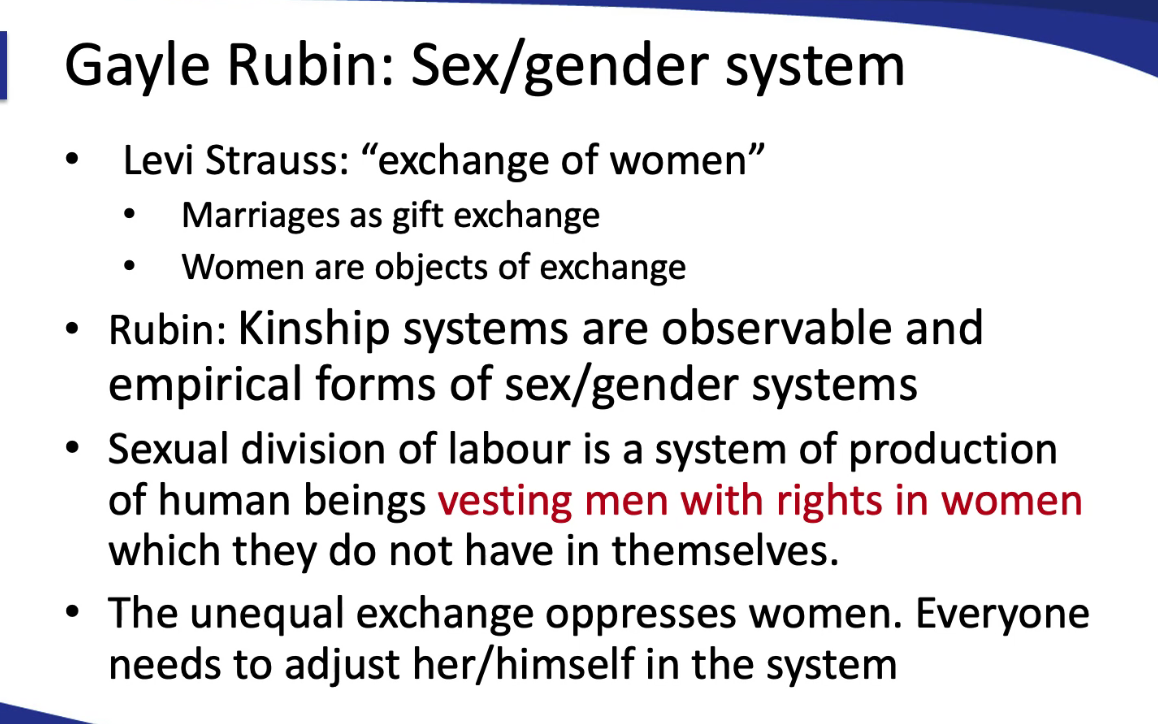 Gayle Rubin: Sex/gender system
• Levi Strauss: “exchange of women”
• Marriages as gift exchange
• Women are objects of exchange
• Rubin: Kinship systems are observable and
empirical forms of sex/gender systems
• Sexual division of labour is a system of production
of human beings vesting men with rights in women
which they do not have in themselves.
• The unequal exchange oppresses women. Everyone
needs to adjust her/himself in the system